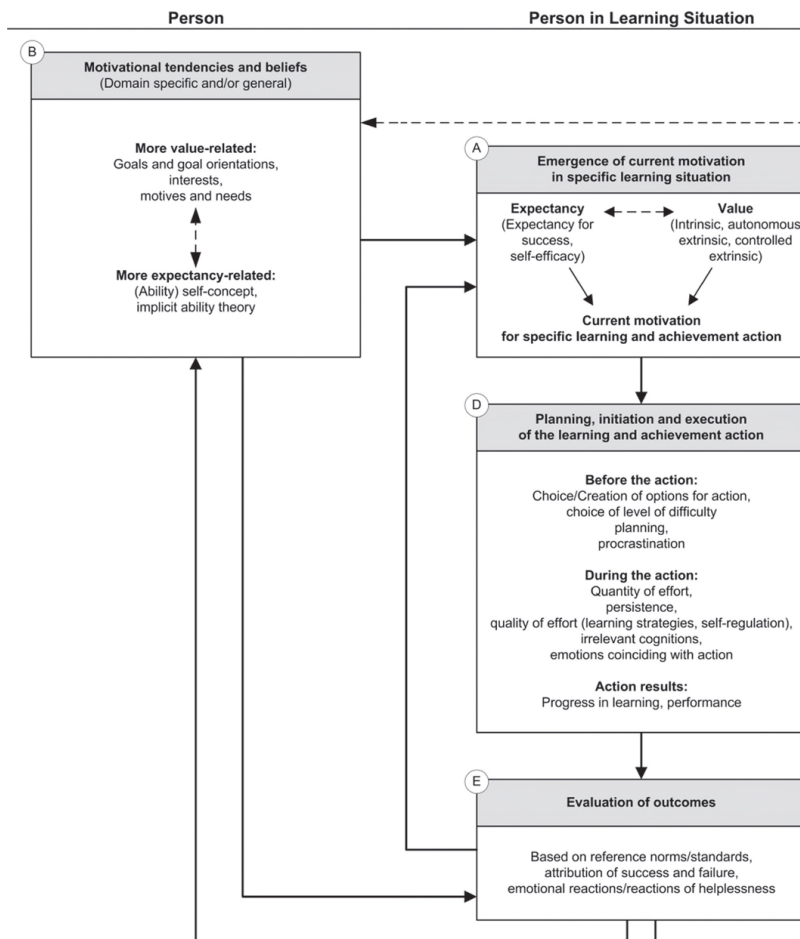 Person
Person in Learning Situation
B
Motivational tendencies and beliefs
(Domain specific and/or general)
More value-related:
Goals and goal orientations,
interests,
motives and needs
More expectancy-related:
(Ability) self-concept,
implicit ability theory
A
Emergence of current motivation
in specific learning situation
Expectancy
(Expectancy for
success,
self-efficacy)
Value
(Intrinsic, autonomous
extrinsic, controlled
extrinsic)
Current motivation
for specific learning and achievement action
D
Planning, initiation and execution
of the learning and achievement action
Before the action:
Choice/Creation of options for action,
choice of level of difficulty
planning,
procrastination
During the action:
Quantity of effort,
persistence,
quality of effort (learning strategies, self-regulation),
irrelevant cognitions,
emotions coinciding with action
Action results:
Progress in learning, performance
E
Evaluation of outcomes
Based on reference norms/standards,
attribution of success and failure,
emotional reactions/reactions of helplessness